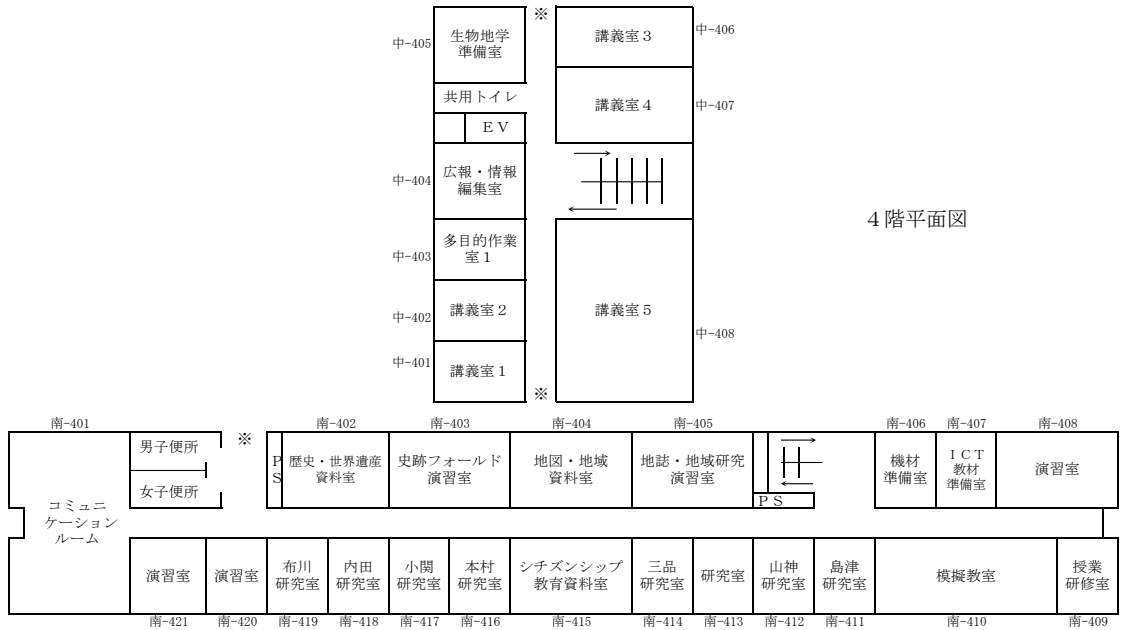 ※
中-405
生物地学
準備室
講義室３
中-406
共用トイレ
講義室４
中-407
ＥＶ
中-404
広報・情報
編集室
４階平面図
中-403
多目的作業
室１
中-402
講義室２
講義室５
中-408
中-401
講義室１
※
南-401
南-402
南-403
南-404
南-405
南-406
南-407
南-408
※
男子便所
女子便所
コミュニ
ケーション
ルーム
Ｐ
Ｓ
歴史・世界遺産
資料室
史跡フォールド
演習室
地図・地域
資料室
地誌・地域研究
演習室
ＰＳ
機材
準備室
ＩＣＴ
教材
準備室
演習室
演習室
演習室
布川
研究室
内田
研究室
小関
研究室
本村
研究室
シチズンシップ
教育資料室
三品
研究室
研究室
山神
研究室
島津
研究室
模擬教室
授業
研修室
南-421
南-420
南-419
南-418
南-417
南-416
南-415
南-414
南-413
南-412
南-411
南-410
南-409